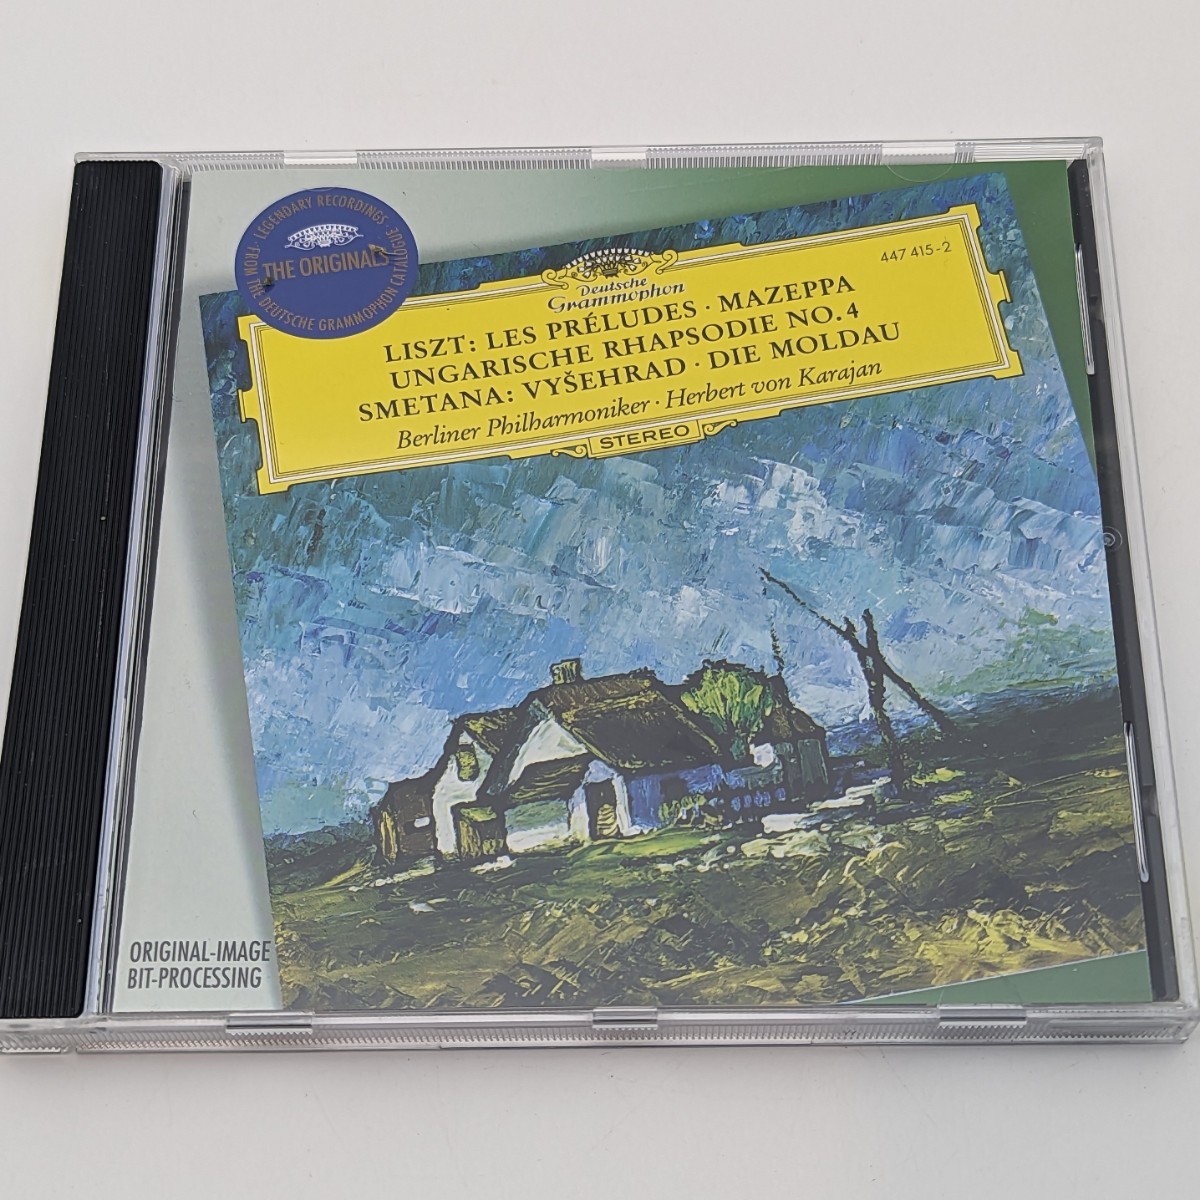 FROM THE DEUTSCHE GRAMMOPHON CATALOGUE · LEGENDARY RECORDINGS
THE ORIGINALS
Deutsche
Grammophon
447 415-2
LISZT: LES PRÉLUDES · MAZEPPA
UNGARISCHE RHAPSODIE NO. 4
SMETANA: VYŠEHRAD · DIE MOLDAU
Berliner Philharmoniker · Herbert von Karajan
STEREO
ORIGINAL-IMAGE
BIT-PROCESSING